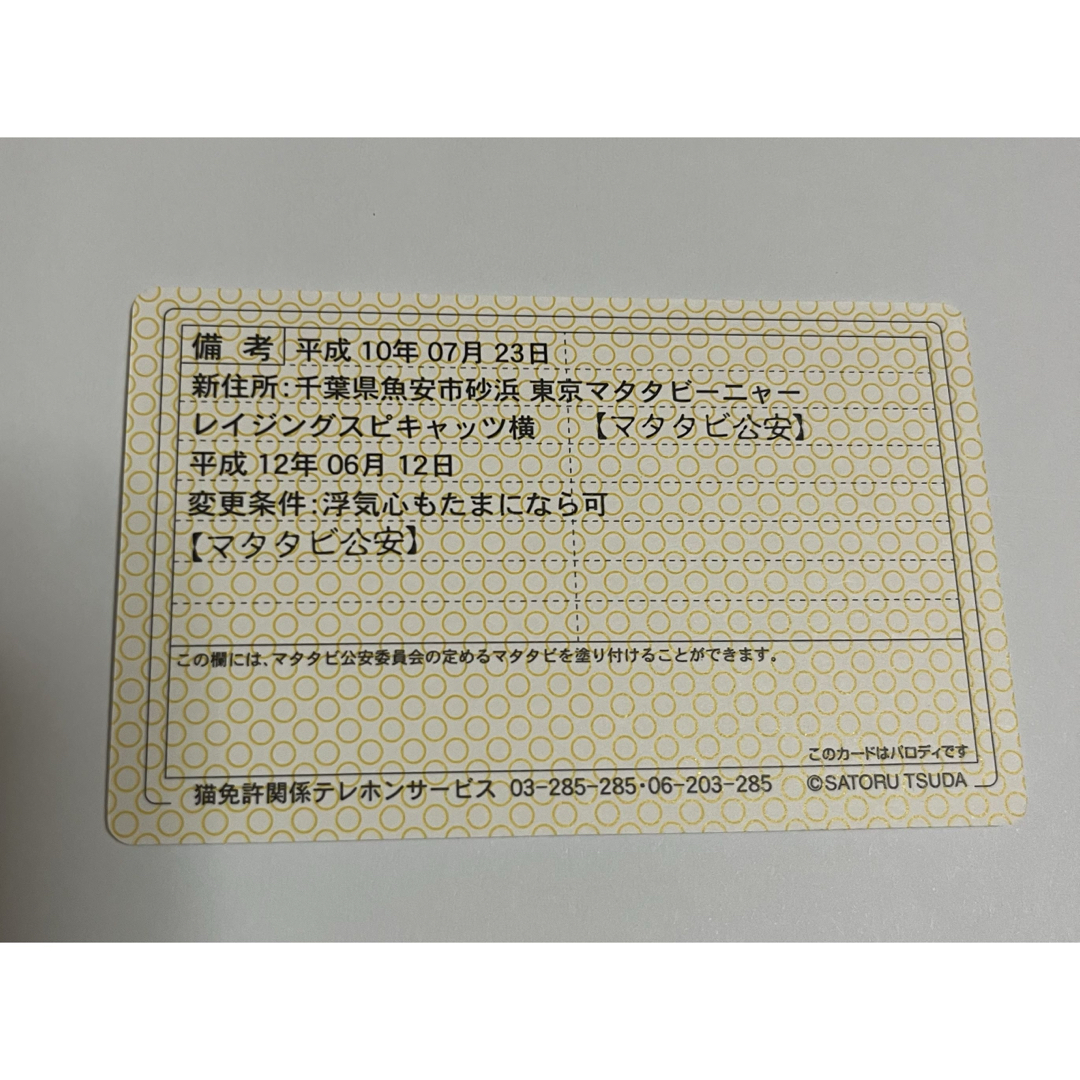 備考 平成 10年 07月 23日
新住所:千葉県魚安市砂浜 東京マタタビーニャー
レイジングスピキャッツ横 【マタタビ公安】
平成 12年 06月 12日
変更条件:浮気心もたまになら可
【マタタビ公安】
この欄には、マタタビ公安委員会の定めるマタタビを塗り付けることができます。
このカードはパロディです
猫免許関係テレホンサービス 03-285-285・06-203-285 ©SATORU TSUDA